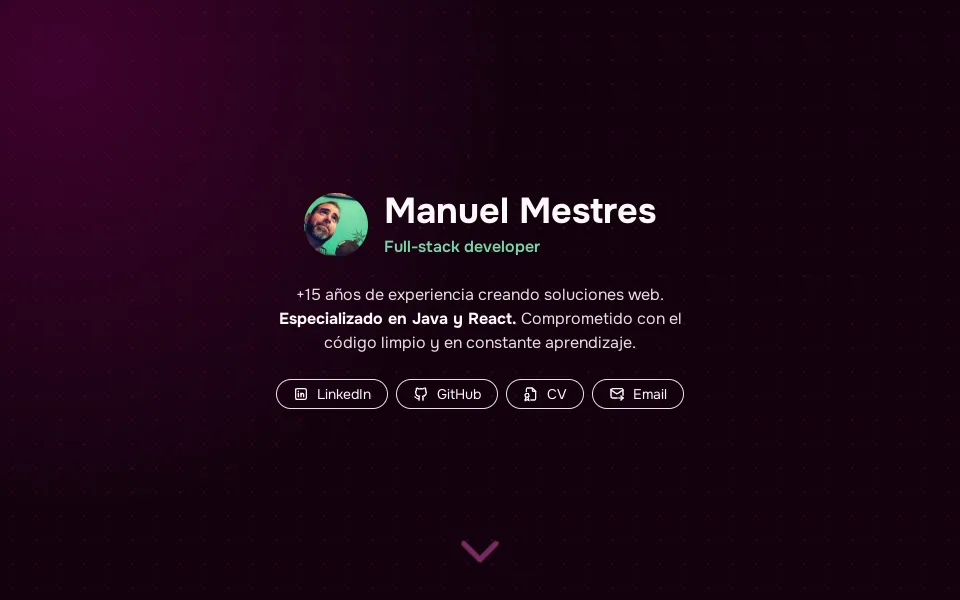 Manuel Mestres
Full-stack developer
+15 años de experiencia creando soluciones web.
Especializado en Java y React. Comprometido con el
código limpio y en constante aprendizaje.
LinkedIn GitHub CV Email